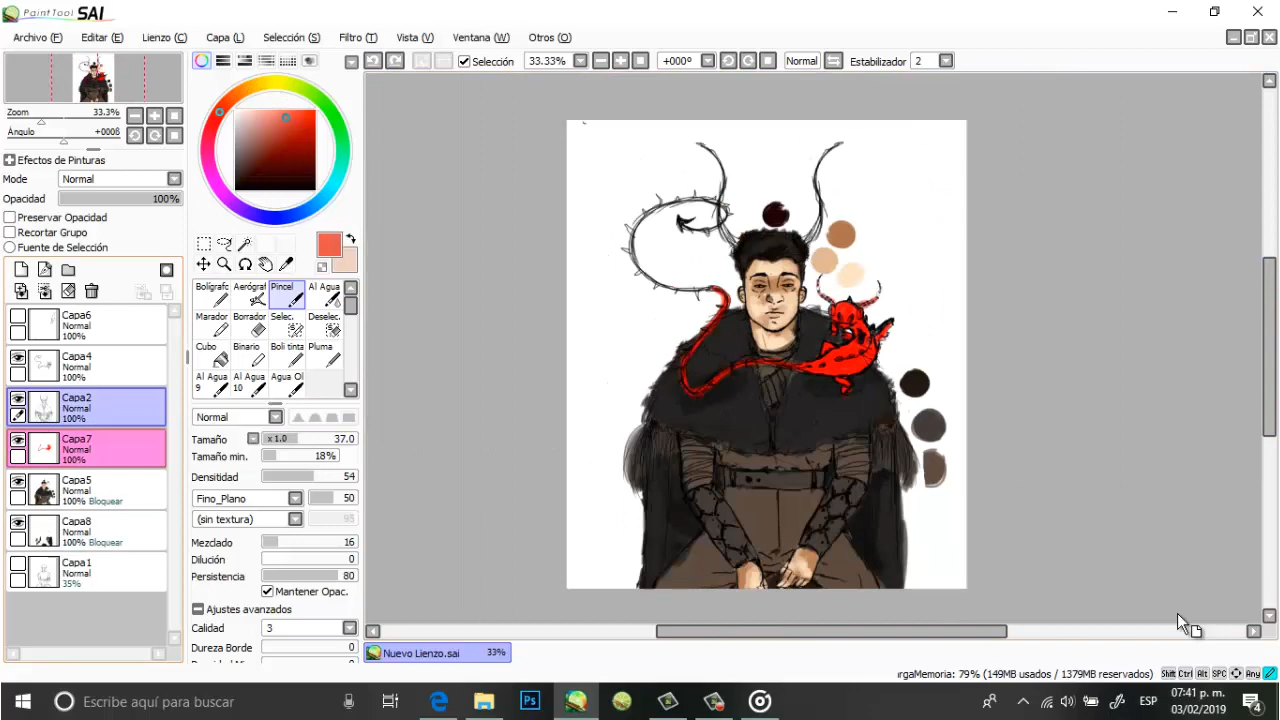 PaintTool SAI
Archivo (F) Editar (E) Lienzo (C) Capa (L) Selección (S) Filtro (T) Vista (V) Ventana (W) Otros (O)
Selección 33.33% +000º Normal Estabilizador 2
Zoom 33.3%
Ángulo +000ß
Efectos de Pinturas
Mode Normal
Opacidad 100%
Preservar Opacidad
Recortar Grupo
Fuente de Selección
Capa6
Normal
100%
Capa4
Normal
100%
Capa2
Normal
100%
Capa7
Normal
100%
Capa5
Normal
100% Bloquear
Capa8
Normal
100% Bloquear
Capa1
Normal
35%
Bolígrafo Aerógraf Pincel Al Agua
Marador Borrador Selec. Deselec.
Cubo Binario Boli tinta Pluma
Al Agua 9 Al Agua 10 Agua Ol
Normal
Tamaño x 1.0 37.0
Tamaño min. 18%
Densitidad 54
Fino_Plano 50
(sin textura) 95
Mezclado 16
Dilución 0
Persistencia 80
Mantener Opac.
Ajustes avanzados
Calidad 3
Dureza Borde 0
Nuevo Lienzo.sai 33%
argaMemoria: 79% (149MB usados / 1379MB reservados) Shift Ctrl Alt SPC Any
Escribe aquí para buscar
Ps
ESP
07:41 p. m.
03/02/2019
4